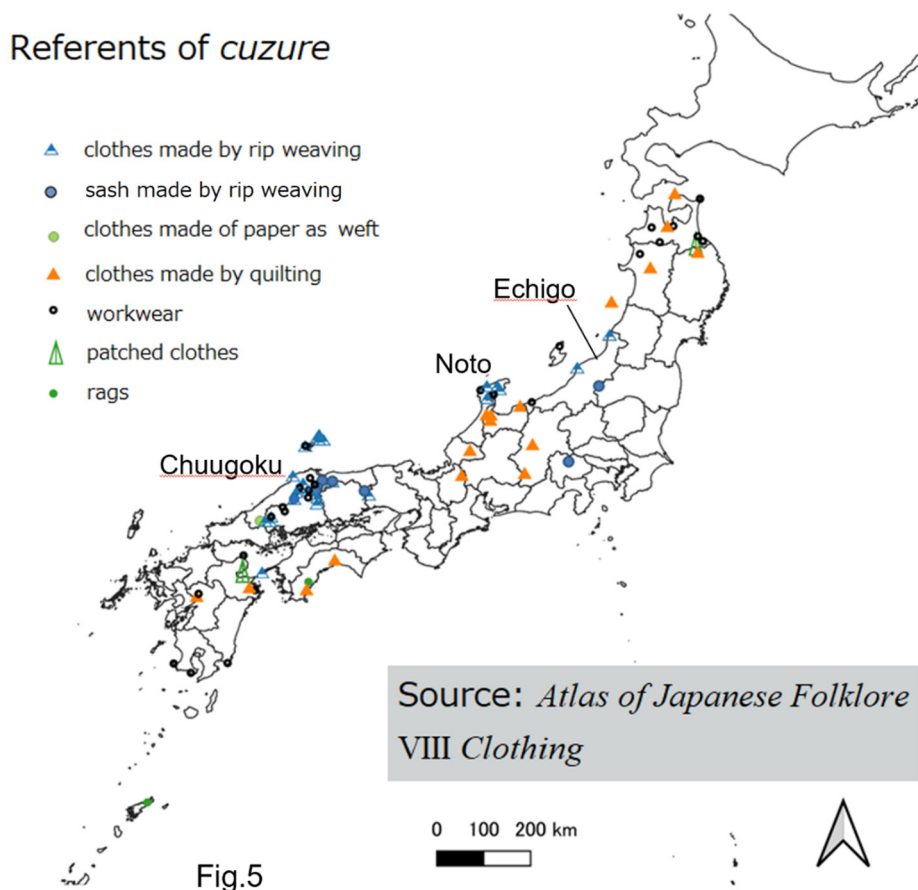 Referents of cuzure
clothes made by rip weaving
sash made by rip weaving
clothes made of paper as weft
clothes made by quilting
workwear
patched clothes
rags
Echigo
Noto
Chuugoku
Source: Atlas of Japanese Folklore
VIII Clothing
0 100 200 km
Fig.5